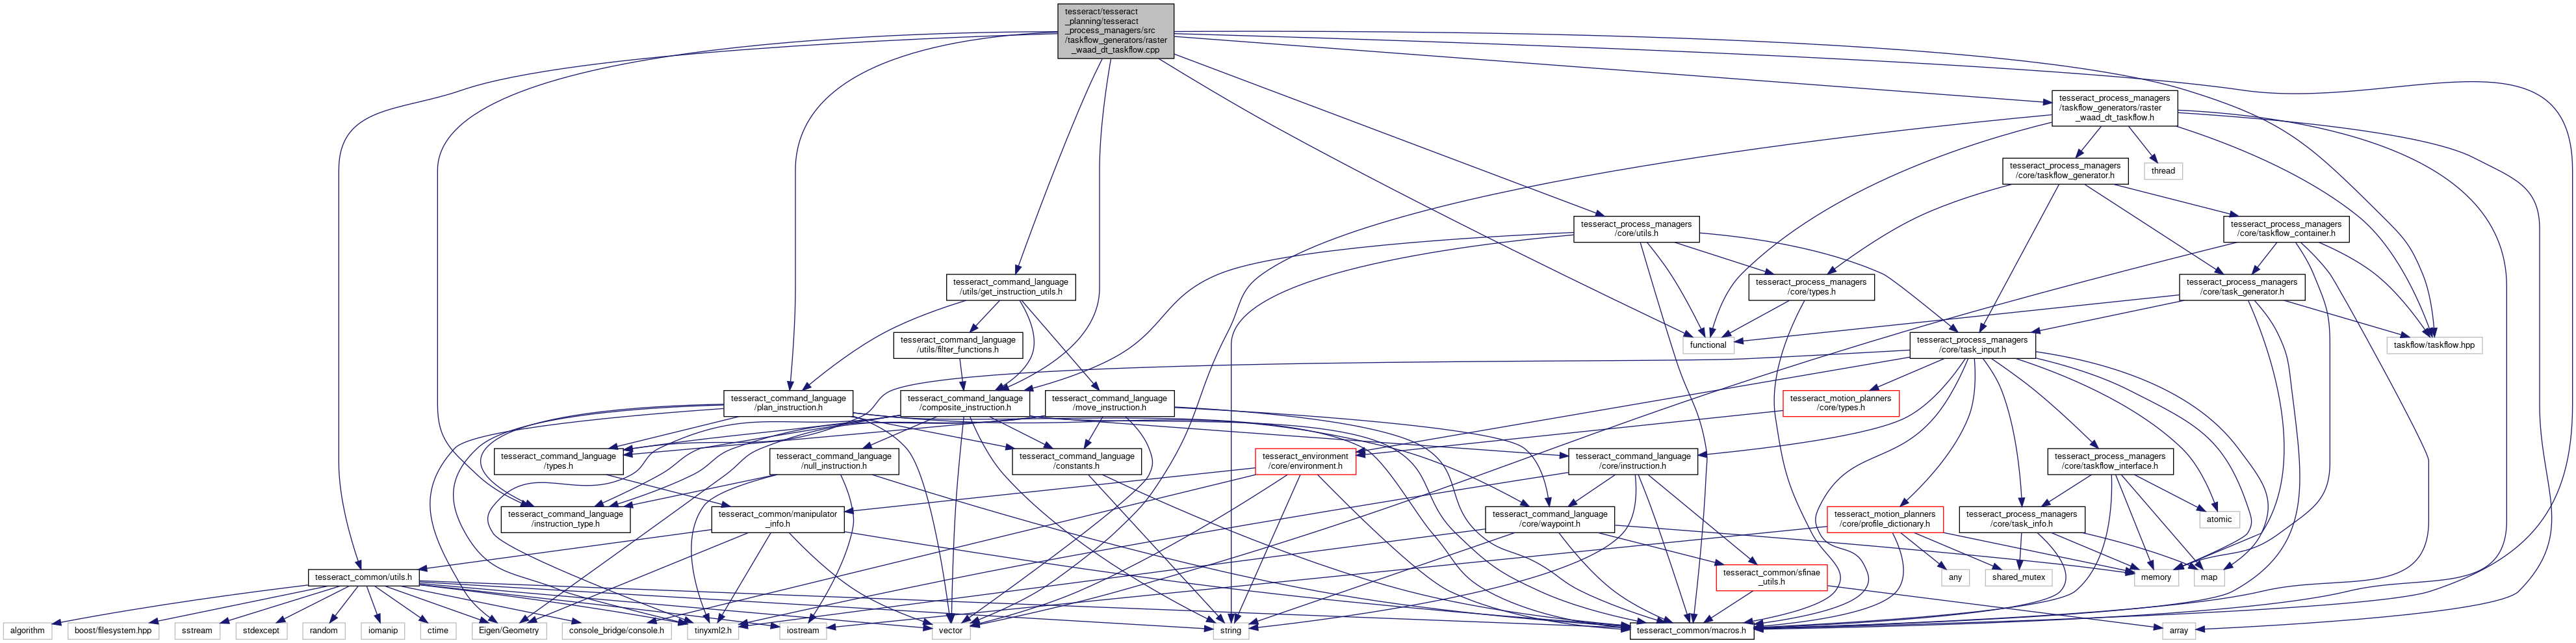 tesseract/tesseract
_planning/tesseract
_process_managers/src
/taskflow_generators/raster
_waad_dt_taskflow.cpp
tesseract_process_managers
/taskflow_generators/raster
_waad_dt_taskflow.h
tesseract_process_managers
/core/taskflow_generator.h
thread
tesseract_process_managers
/core/utils.h
tesseract_process_managers
/core/taskflow_container.h
tesseract_command_language
/utils/get_instruction_utils.h
tesseract_process_managers
/core/types.h
tesseract_process_managers
/core/task_generator.h
tesseract_command_language
/utils/filter_functions.h
functional
tesseract_process_managers
/core/task_input.h
taskflow/taskflow.hpp
tesseract_command_language
/plan_instruction.h
tesseract_command_language
/composite_instruction.h
tesseract_command_language
/move_instruction.h
tesseract_motion_planners
/core/types.h
tesseract_command_language
/types.h
tesseract_command_language
/null_instruction.h
tesseract_command_language
/constants.h
tesseract_environment
/core/environment.h
tesseract_command_language
/core/instruction.h
tesseract_process_managers
/core/taskflow_interface.h
tesseract_command_language
/instruction_type.h
tesseract_common/manipulator
_info.h
tesseract_command_language
/core/waypoint.h
tesseract_motion_planners
/core/profile_dictionary.h
tesseract_process_managers
/core/task_info.h
atomic
tesseract_common/utils.h
tesseract_common/sfinae
_utils.h
any
shared_mutex
memory
map
algorithm
boost/filesystem.hpp
sstream
stdexcept
random
iomanip
ctime
Eigen/Geometry
console_bridge/console.h
tinyxml2.h
iostream
vector
string
tesseract_common/macros.h
array